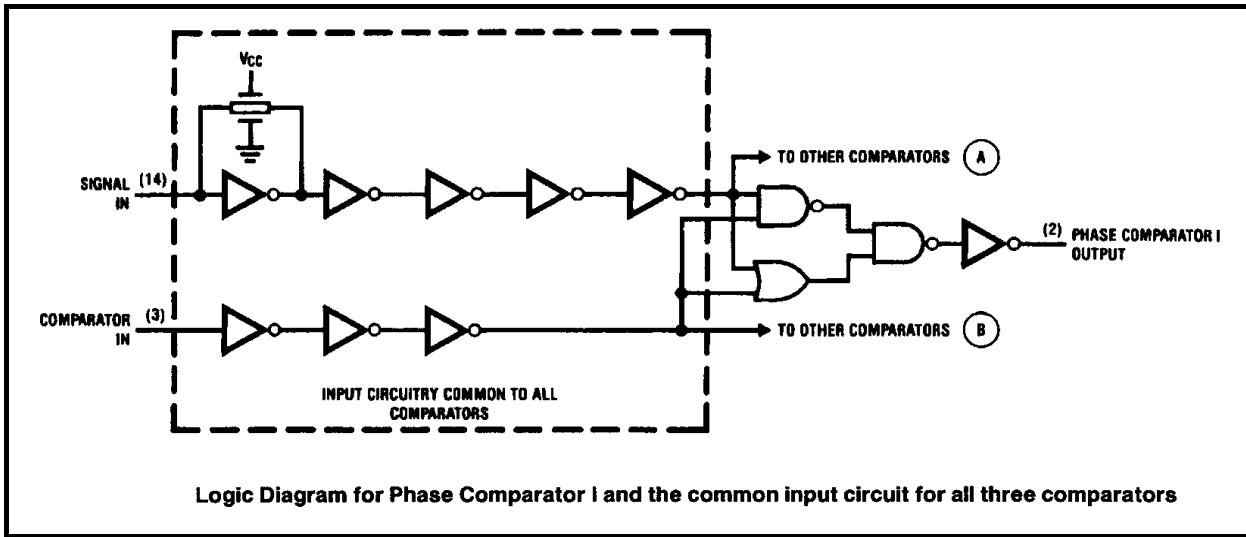 VCC
TO OTHER COMPARATORS A
SIGNAL (14)
IN
(2) PHASE COMPARATOR I
OUTPUT
COMPARATOR (3)
IN
TO OTHER COMPARATORS B
INPUT CIRCUITRY COMMON TO ALL
COMPARATORS
Logic Diagram for Phase Comparator I and the common input circuit for all three comparators